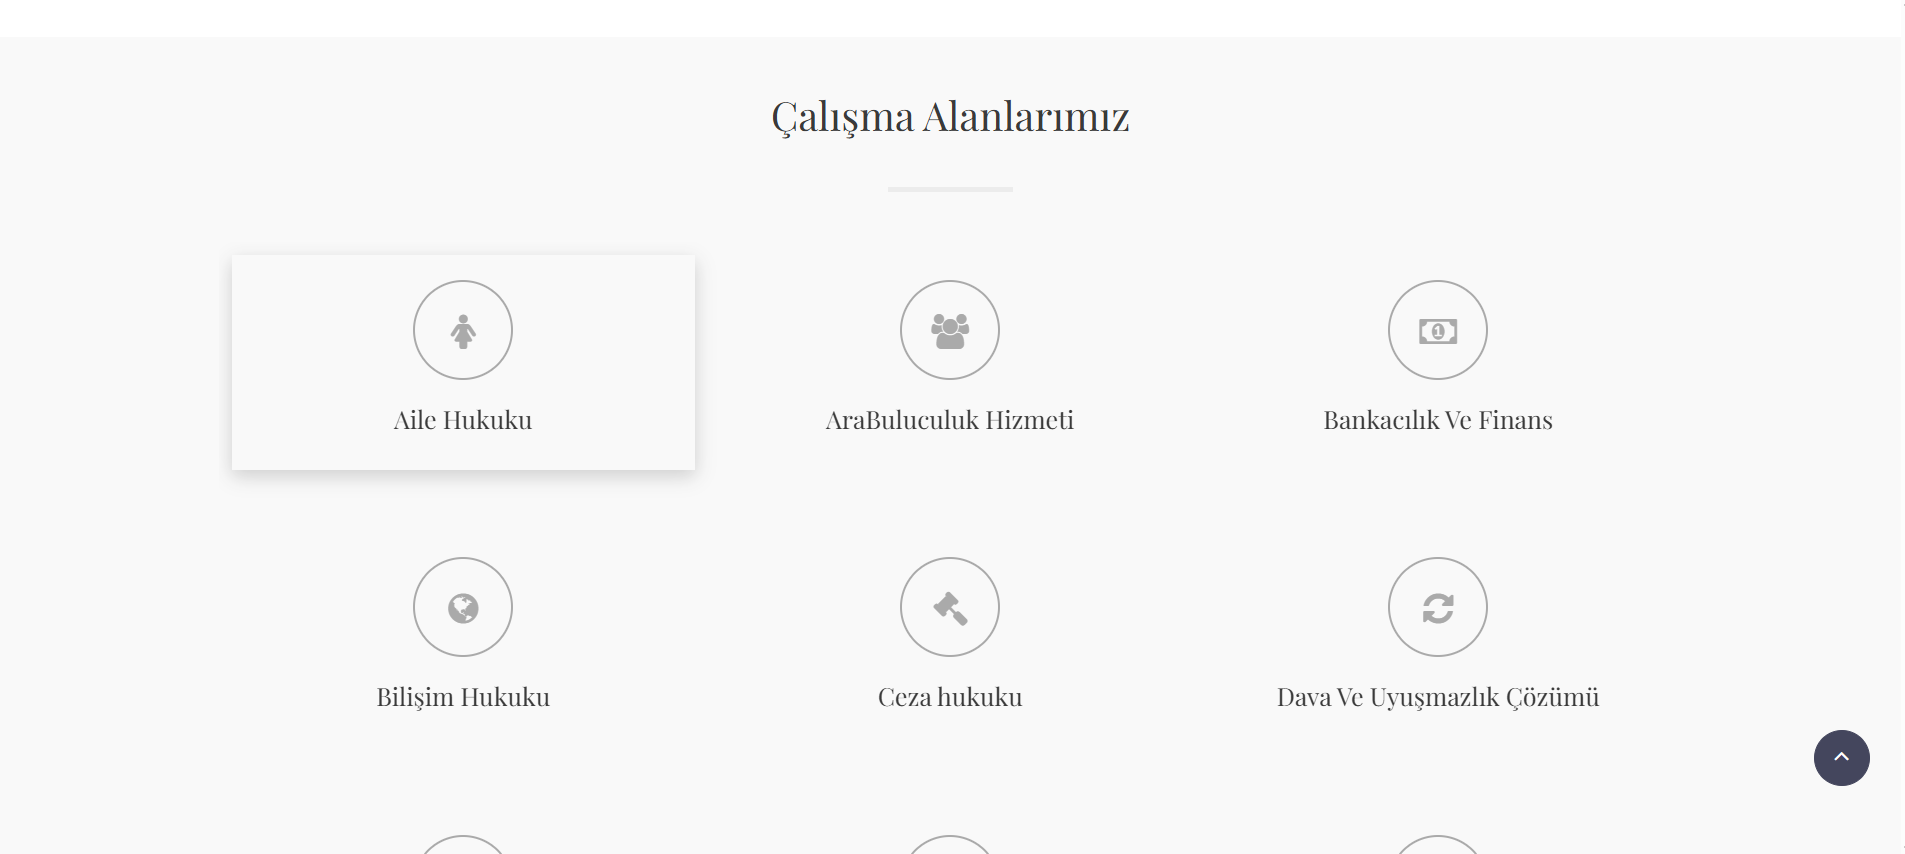 Çalışma Alanlarımız
Aile Hukuku
AraBuluculuk Hizmeti
Bankacılık Ve Finans
Bilişim Hukuku
Ceza hukuku
Dava Ve Uyuşmazlık Çözümü